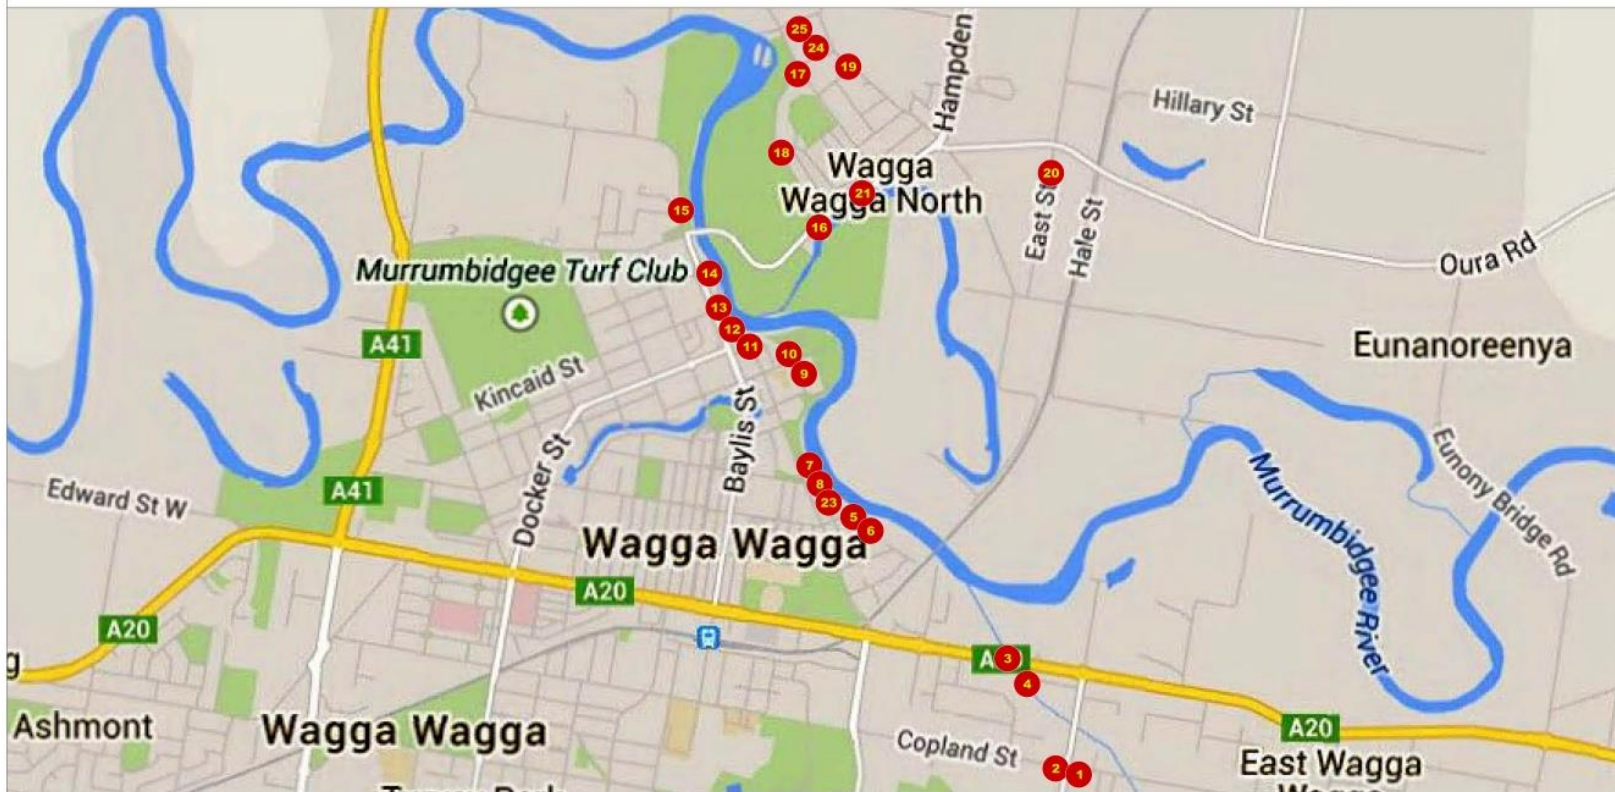 25
24
19
17
Hampden
Hillary St
18
Wagga
Wagga North
20
21
15
16
East St
Hale St
Oura Rd
Murrumbidgee Turf Club
14
13
12
11
10
9
A41
Eunanoreenya
Kincaid St
Baylis St
Docker St
7
8
23
5
6
A41
Edward St W
Wagga Wagga
Murrumbidgee River
Eunony Bridge Rd
A20
A20
3
4
g
Ashmont
Wagga Wagga
Copland St
2
1
A20
East Wagga
Wagga